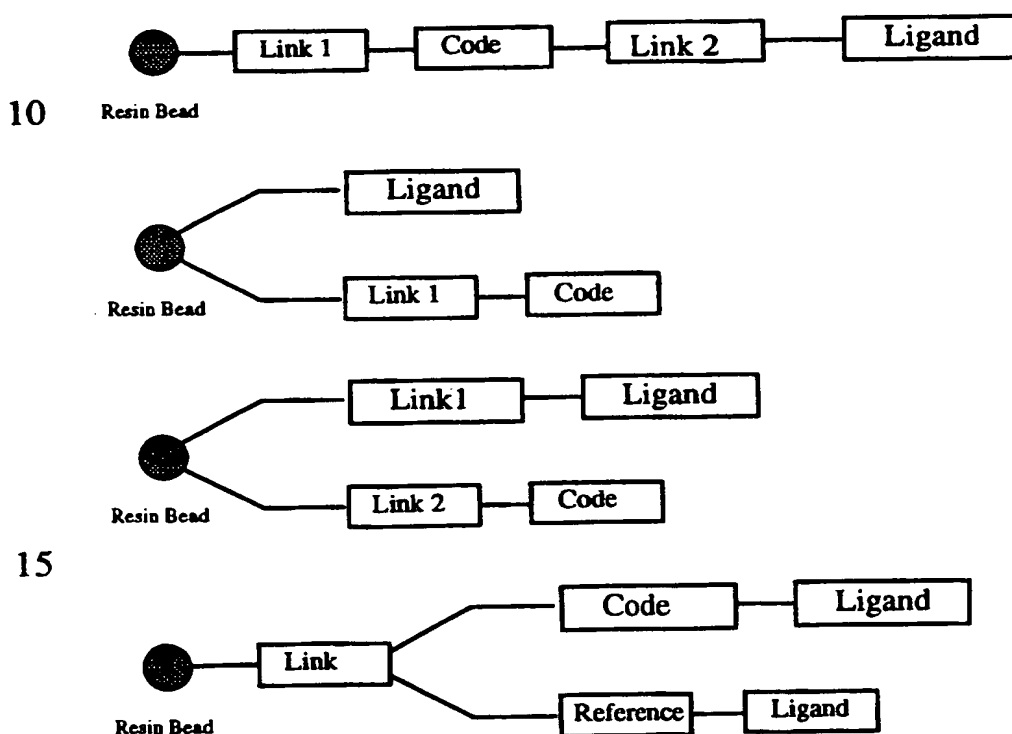 Link 1 Code Link 2 Ligand
10 Resin Bead
Ligand
Resin Bead
Link 1 Code
Link1 Ligand
Resin Bead
Link 2 Code
15
Code Ligand
Link
Resin Bead
Reference Ligand